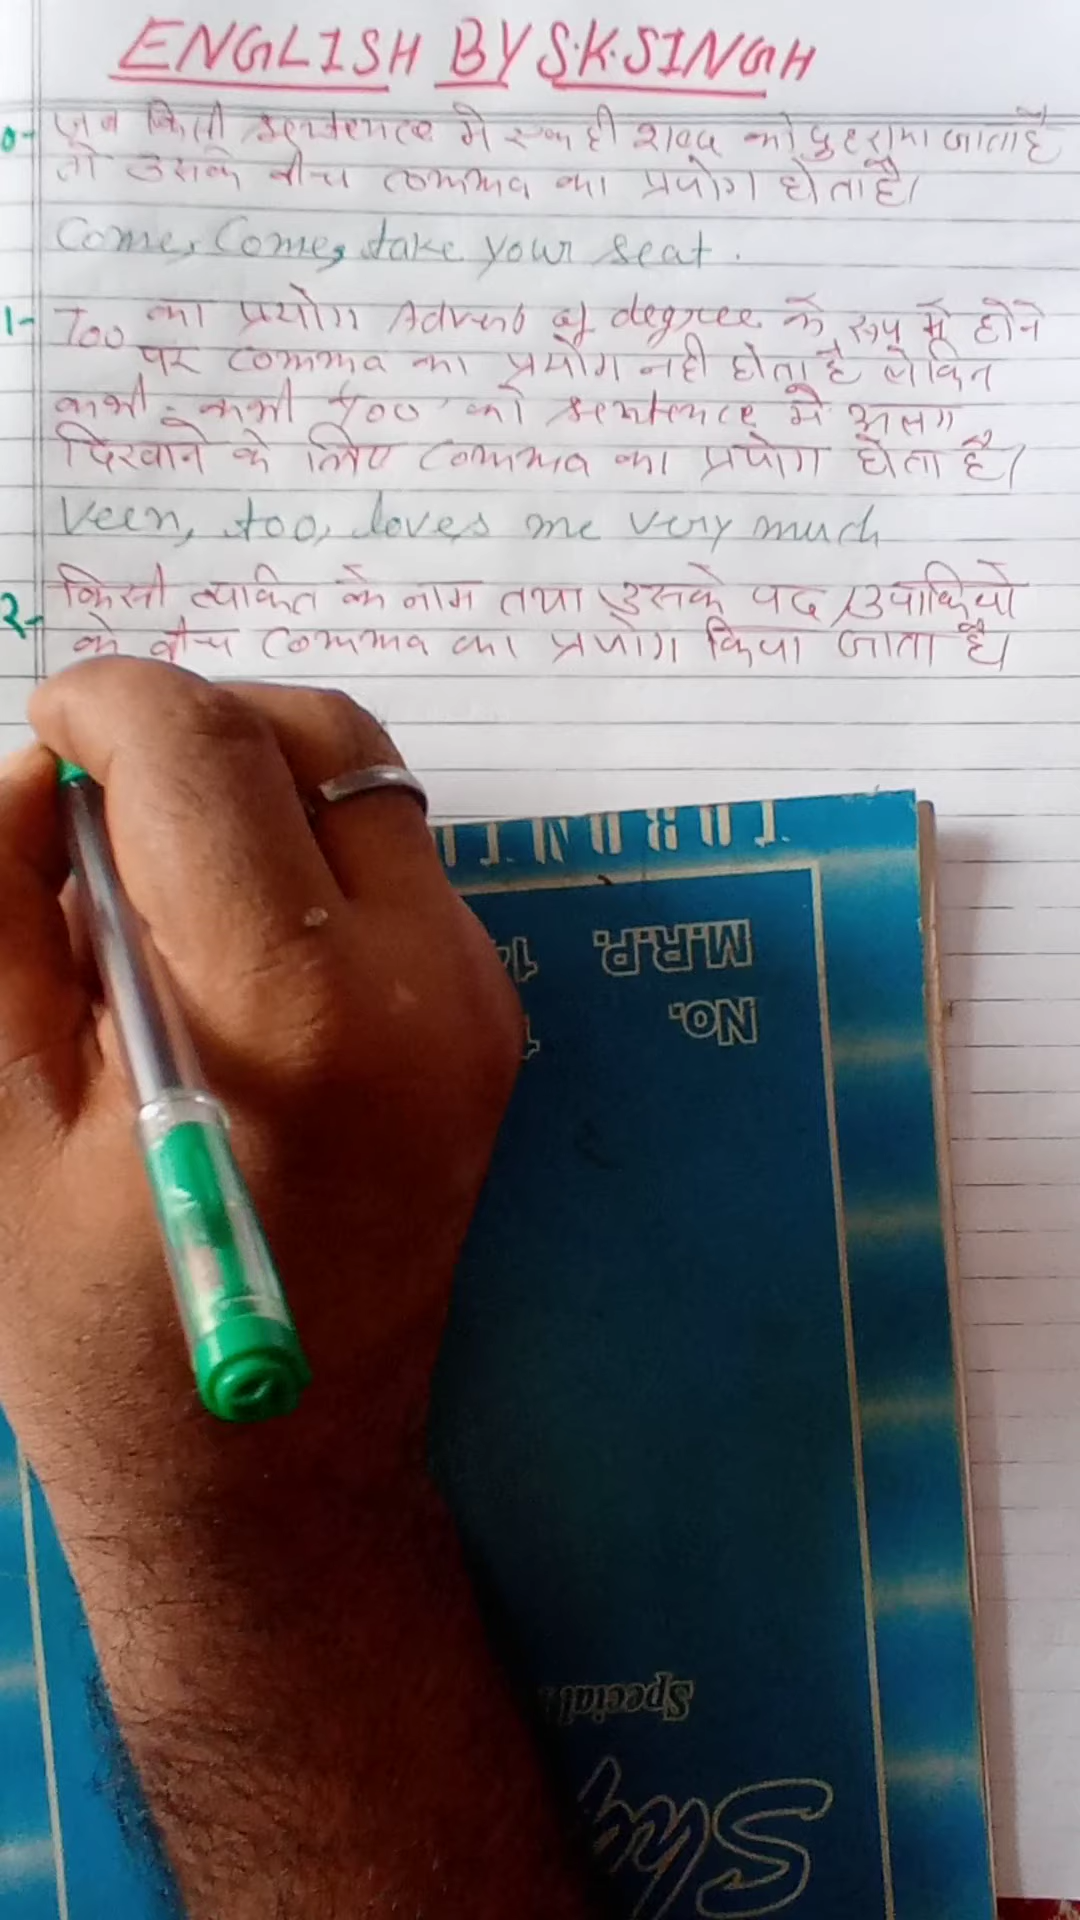 ENGLISH BY S.K.SINGH
0- जब किसी sentence मे एक ही शब्द को दुहराया जाता है
तो उसके बीच comma का प्रयोग होता है।
Come, Come, take your seat.
1- Too का प्रयोग Adverb of degree के रूप में होने
पर comma का प्रयोग नही होता है लेकिन
कभी-कभी too को sentence मे अलग
दिखाने के लिए comma का प्रयोग होता है।
Veen, too, loves me very much
2- किसी व्यक्ति के नाम तथा उसके पद/उपाधियो
के बीच comma का प्रयोग किया जाता है।
M.R.P.
NO.
Special